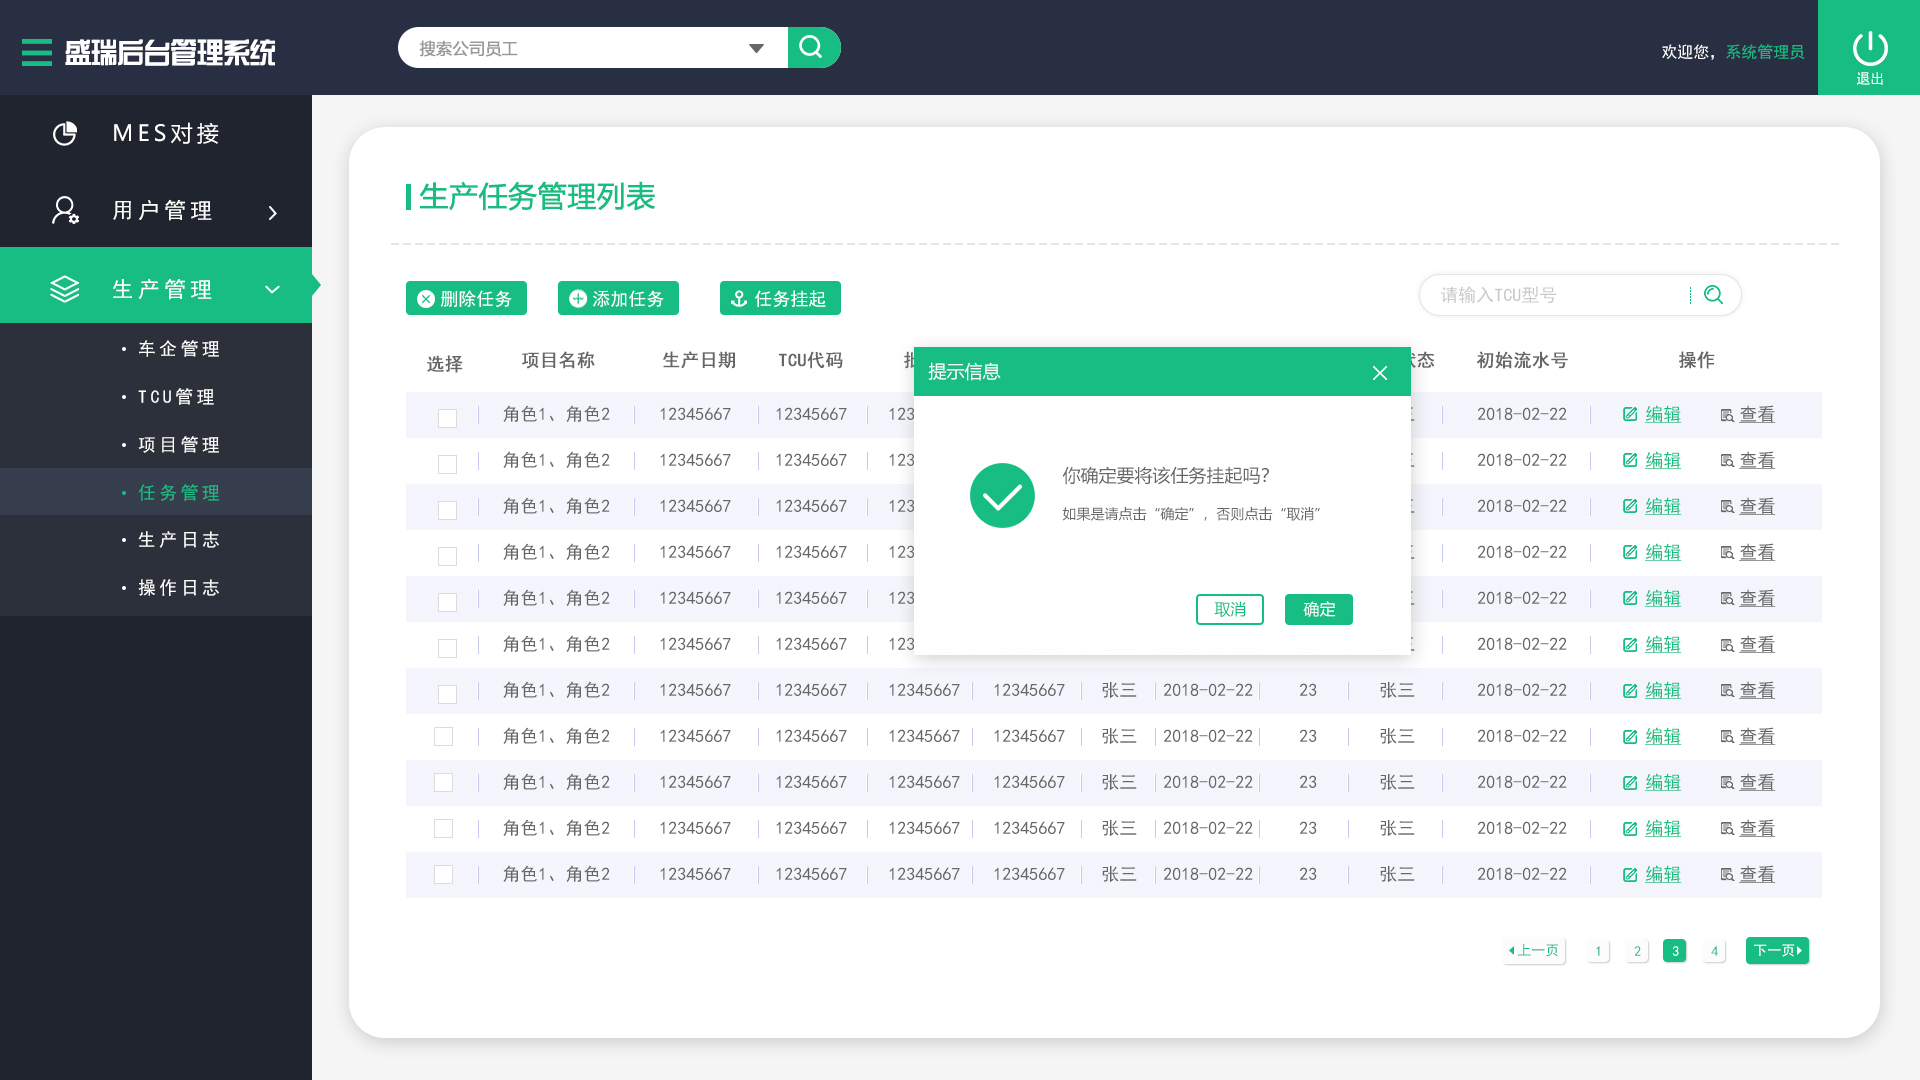 盛瑞后台管理系统
搜索公司员工
欢迎您，系统管理员
退出
MES对接
用户管理
生产管理
· 车企管理
· TCU管理
· 项目管理
· 任务管理
· 生产日志
· 操作日志
生产任务管理列表
删除任务 添加任务 任务挂起
请输入TCU型号
选择 项目名称 生产日期 TCU代码 态 初始流水号 操作
角色1、角色2 12345667 12345667 123 2018-02-22 编辑 查看
角色1、角色2 12345667 12345667 123 2018-02-22 编辑 查看
角色1、角色2 12345667 12345667 123 2018-02-22 编辑 查看
角色1、角色2 12345667 12345667 123 2018-02-22 编辑 查看
角色1、角色2 12345667 12345667 123 2018-02-22 编辑 查看
角色1、角色2 12345667 12345667 123 2018-02-22 编辑 查看
角色1、角色2 12345667 12345667 12345667 12345667 张三 2018-02-22 23 张三 2018-02-22 编辑 查看
角色1、角色2 12345667 12345667 12345667 12345667 张三 2018-02-22 23 张三 2018-02-22 编辑 查看
角色1、角色2 12345667 12345667 12345667 12345667 张三 2018-02-22 23 张三 2018-02-22 编辑 查看
角色1、角色2 12345667 12345667 12345667 12345667 张三 2018-02-22 23 张三 2018-02-22 编辑 查看
角色1、角色2 12345667 12345667 12345667 12345667 张三 2018-02-22 23 张三 2018-02-22 编辑 查看
提示信息
你确定要将该任务挂起吗？
如果是请点击“确定”，否则点击“取消”
取消 确定
上一页 1 2 3 4 下一页